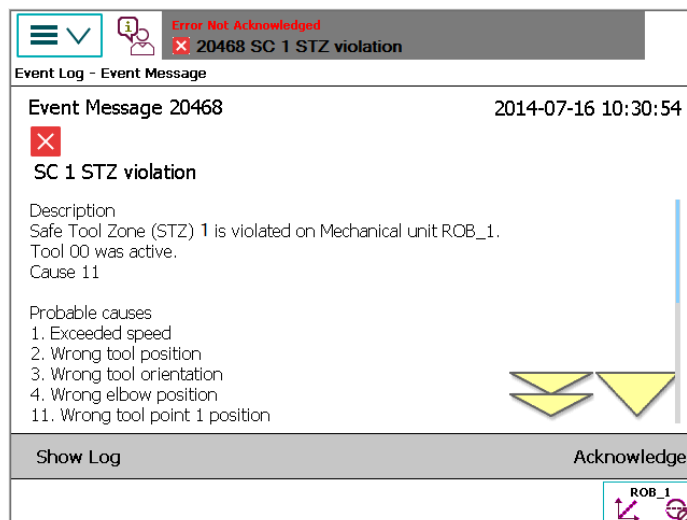 Error Not Acknowledged
20468 SC 1 STZ violation
Event Log - Event Message
Event Message 20468
2014-07-16 10:30:54
SC 1 STZ violation
Description
Safe Tool Zone (STZ) 1 is violated on Mechanical unit ROB_1.
Tool 00 was active.
Cause 11
Probable causes
1. Exceeded speed
2. Wrong tool position
3. Wrong tool orientation
4. Wrong elbow position
11. Wrong tool point 1 position
Show Log
Acknowledge
ROB_1